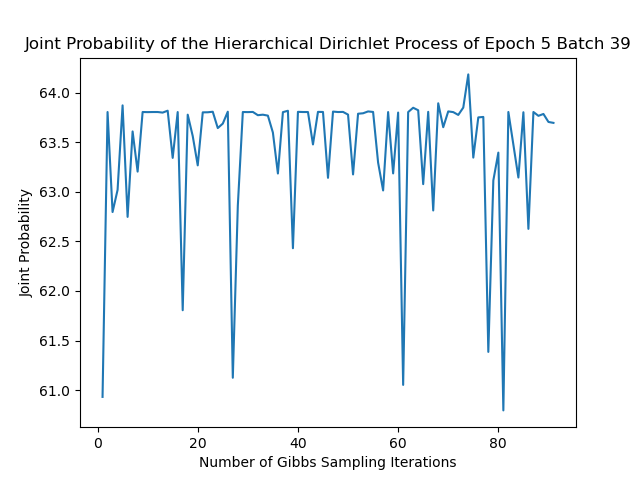 Joint Probability of the Hierarchical Dirichlet Process of Epoch 5 Batch 39
64.0
63.5
63.0
62.5
62.0
61.5
61.0
Joint Probability
0 20 40 60 80
Number of Gibbs Sampling Iterations